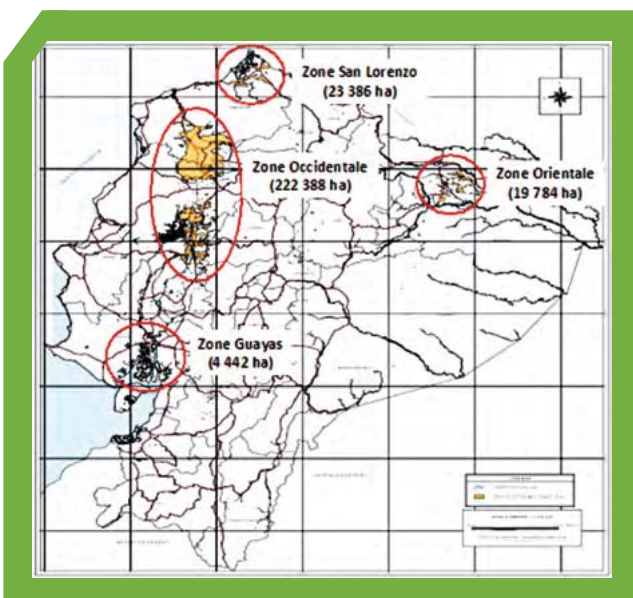 Zone San Lorenzo
(23 386 ha)
Zone Occidentale
(222 388 ha)
Zone Orientale
(19 784 ha)
Zone Guayas
(4 442 ha)